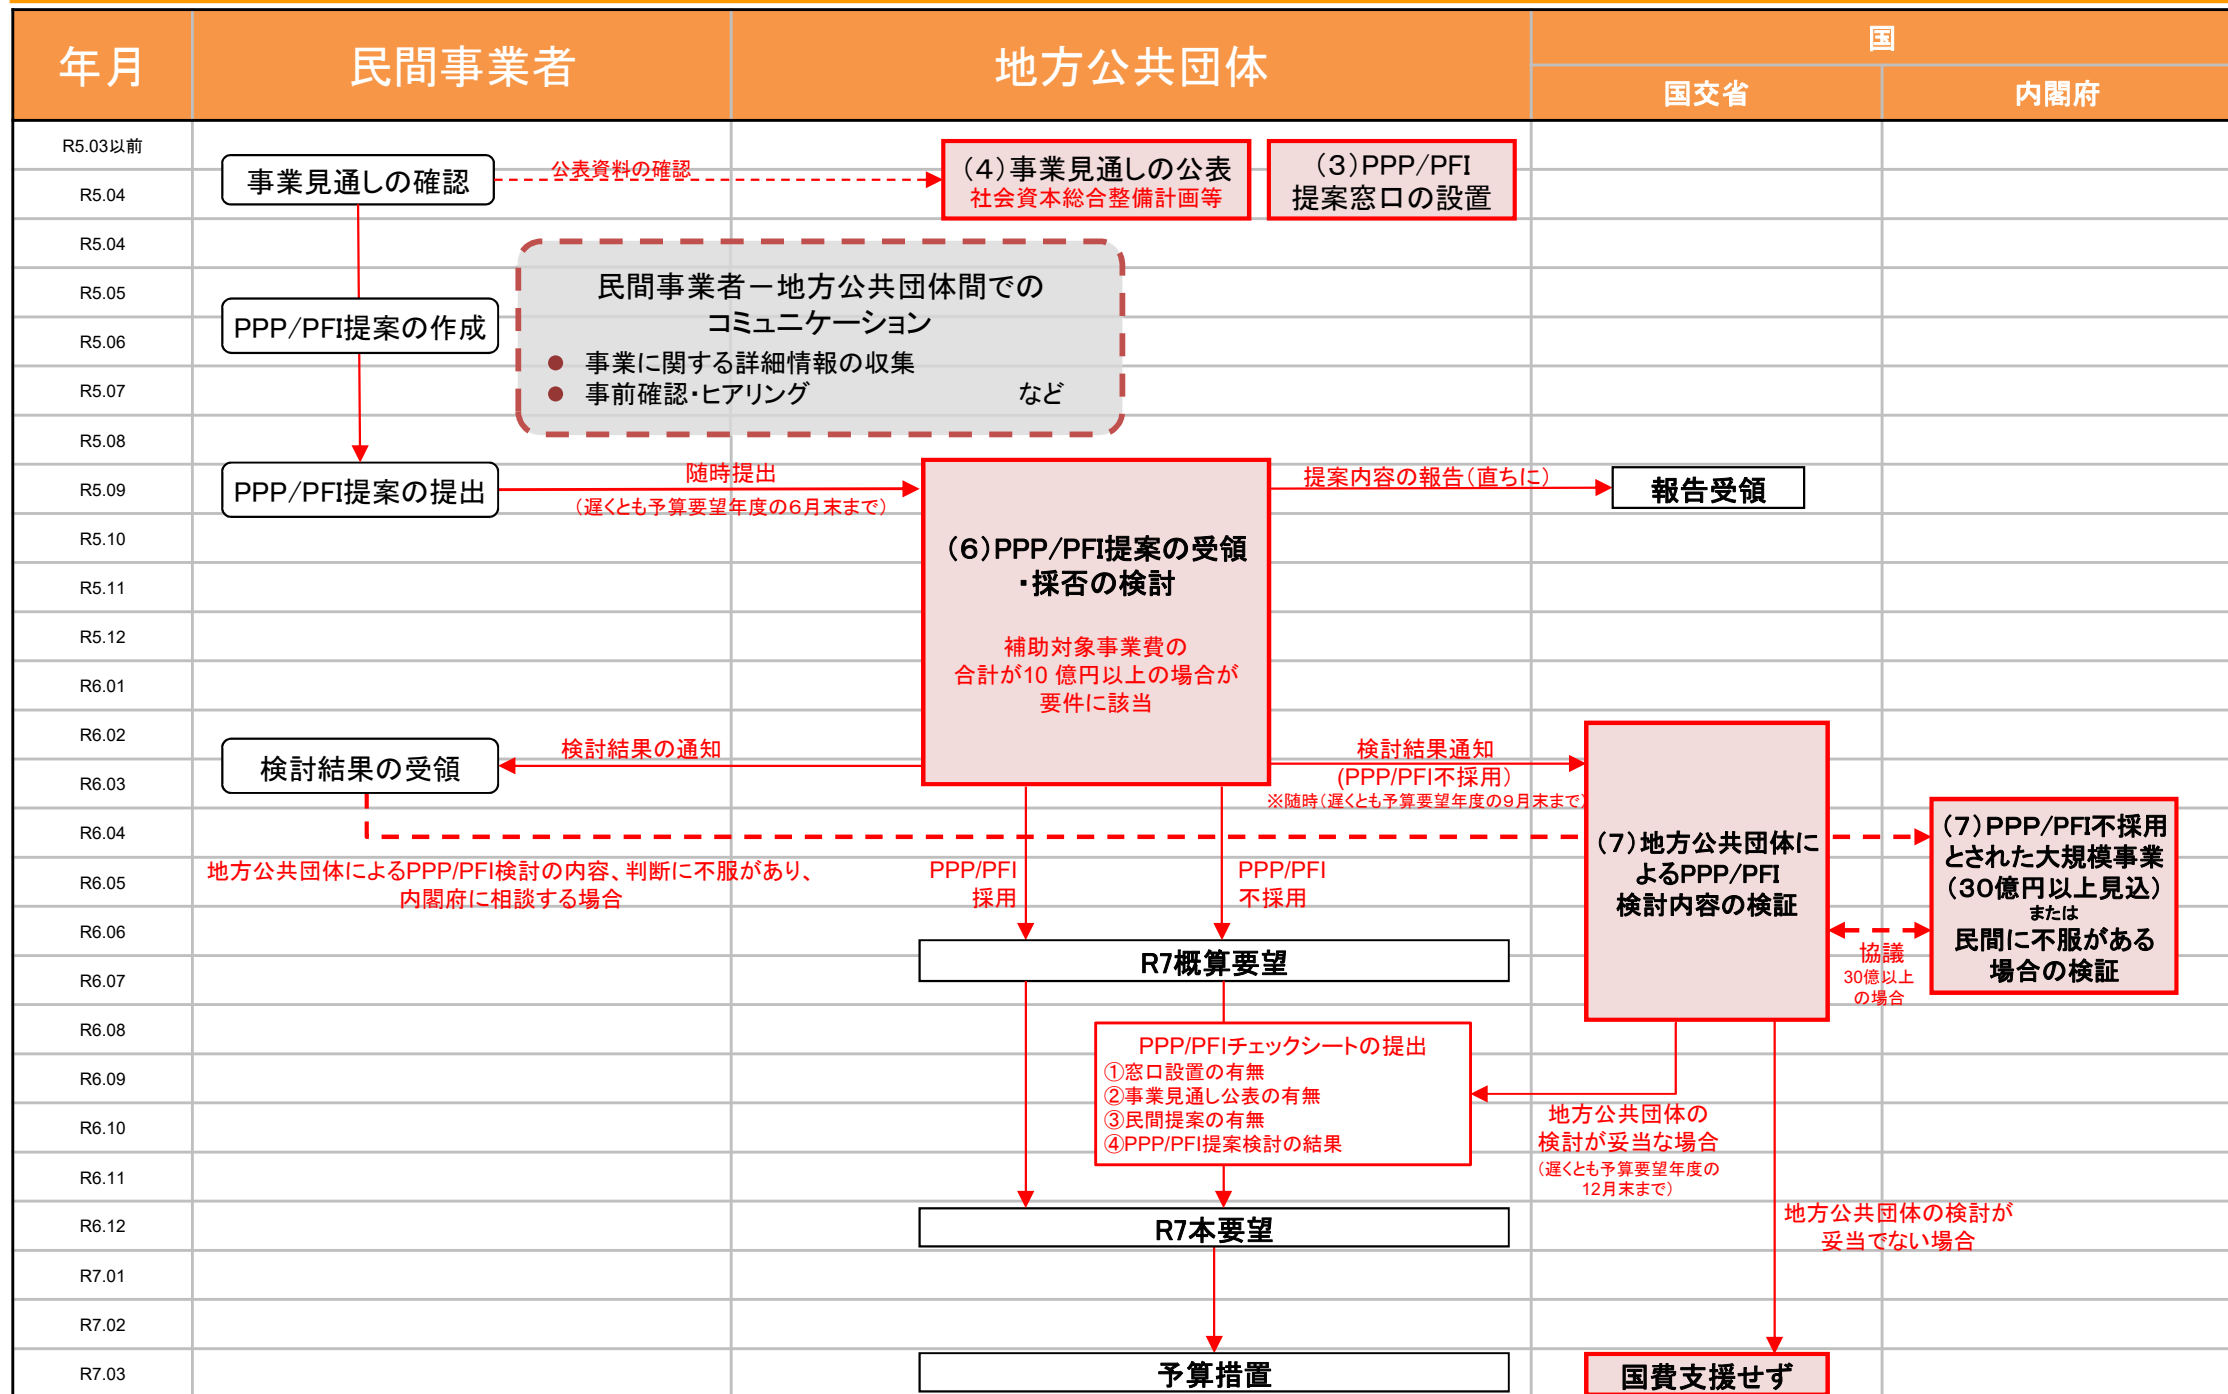 年月
民間事業者
地方公共団体
国
国交省
内閣府
R5.03以前
R5.04
R5.04
R5.05
R5.06
R5.07
R5.08
R5.09
R5.10
R5.11
R5.12
R6.01
R6.02
R6.03
R6.04
R6.05
R6.06
R6.07
R6.08
R6.09
R6.10
R6.11
R6.12
R7.01
R7.02
R7.03
事業見通しの確認
公表資料の確認
(4)事業見通しの公表
社会資本総合整備計画等
(3)PPP/PFI
提案窓口の設置
民間事業者－地方公共団体間での
コミュニケーション
● 事業に関する詳細情報の収集
● 事前確認・ヒアリング など
PPP/PFI提案の作成
PPP/PFI提案の提出
随時提出
(遅くとも予算要望年度の6月末まで)
(6)PPP/PFI提案の受領
・採否の検討
補助対象事業費の
合計が10 億円以上の場合が
要件に該当
提案内容の報告(直ちに)
報告受領
検討結果の受領
検討結果の通知
検討結果通知
(PPP/PFI不採用)
※随時(遅くとも予算要望年度の9月末まで)
地方公共団体によるPPP/PFI検討の内容、判断に不服があり、
内閣府に相談する場合
PPP/PFI
採用
PPP/PFI
不採用
(7)地方公共団体に
よるPPP/PFI
検討内容の検証
(7)PPP/PFI不採用
とされた大規模事業
(30億円以上見込)
または
民間に不服がある
場合の検証
協議
30億以上
の場合
R7概算要望
PPP/PFIチェックシートの提出
①窓口設置の有無
②事業見通し公表の有無
③民間提案の有無
④PPP/PFI提案検討の結果
地方公共団体の
検討が妥当な場合
(遅くとも予算要望年度の
12月末まで)
地方公共団体の検討が
妥当でない場合
R7本要望
予算措置
国費支援せず